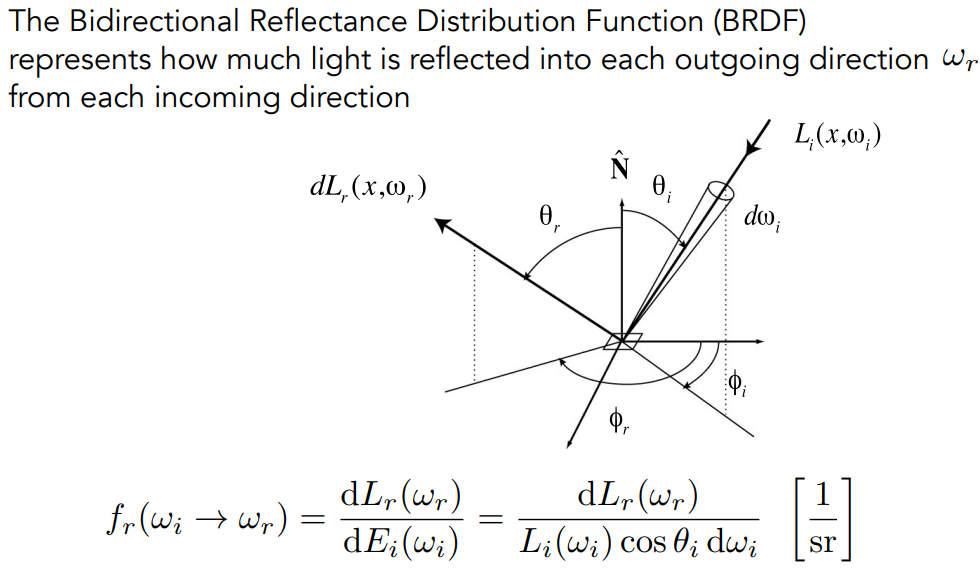 The Bidirectional Reflectance Distribution Function (BRDF)
represents how much light is reflected into each outgoing direction ωr
from each incoming direction
Li(x,ωi)
N̂
θi
dLr(x,ωr)
θr
dωi
ϕi
ϕr
fr(ωi → ωr) = dLr(ωr) / dEi(ωi) = dLr(ωr) / Li(ωi) cos θi dωi [1 / sr]